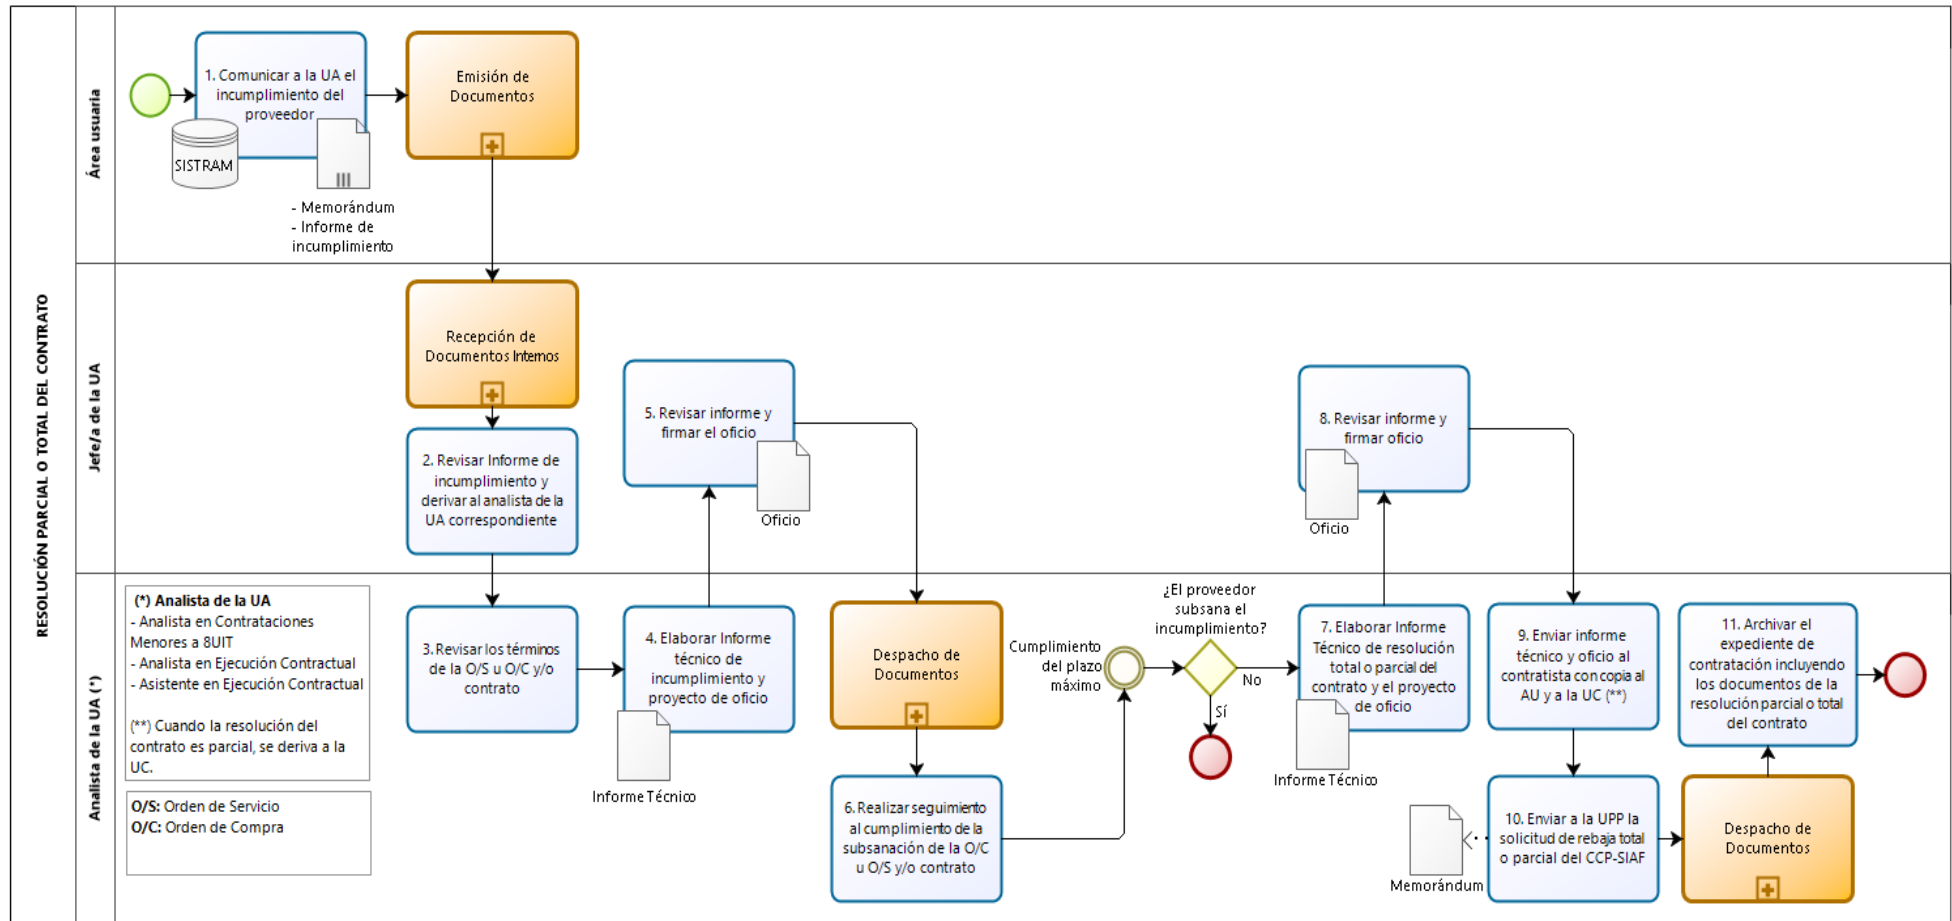 RESOLUCIÓN PARCIAL O TOTAL DEL CONTRATO
Área usuaria
1. Comunicar a la UA el
incumplimiento del
proveedor
SISTRAM
- Memorándum
- Informe de
incumplimiento
Emisión de
Documentos
Jefe/a de la UA
Recepción de
Documentos Internos
2. Revisar Informe de
incumplimiento y
derivar al analista de la
UA correspondiente
5. Revisar informe y
firmar el oficio
Oficio
8. Revisar informe y
firmar oficio
Oficio
Analista de la UA (*)
(*) Analista de la UA
- Analista en Contrataciones
Menores a 8UIT
- Analista en Ejecución Contractual
- Asistente en Ejecución Contractual
(**) Cuando la resolución del
contrato es parcial, se deriva a la
UC.
O/S: Orden de Servicio
O/C: Orden de Compra
3. Revisar los términos
de la O/S u O/C y/o
contrato
4. Elaborar Informe
técnico de
incumplimiento y
proyecto de oficio
Informe Técnico
Despacho de
Documentos
6. Realizar seguimiento
al cumplimiento de la
subsanación de la O/C
u O/S y/o contrato
Cumplimiento
del plazo
máximo
¿El proveedor
subsana el
incumplimiento?
No
Sí
7. Elaborar Informe
Técnico de resolución
total o parcial del
contrato y el proyecto
de oficio
Informe Técnico
9. Enviar informe
técnico y oficio al
contratista con copia al
AU y a la UC (**)
10. Enviar a la UPP la
solicitud de rebaja total
o parcial del CCP-SIAF
Memorándum
Despacho de
Documentos
11. Archivar el
expediente de
contratación incluyendo
los documentos de la
resolución parcial o total
del contrato